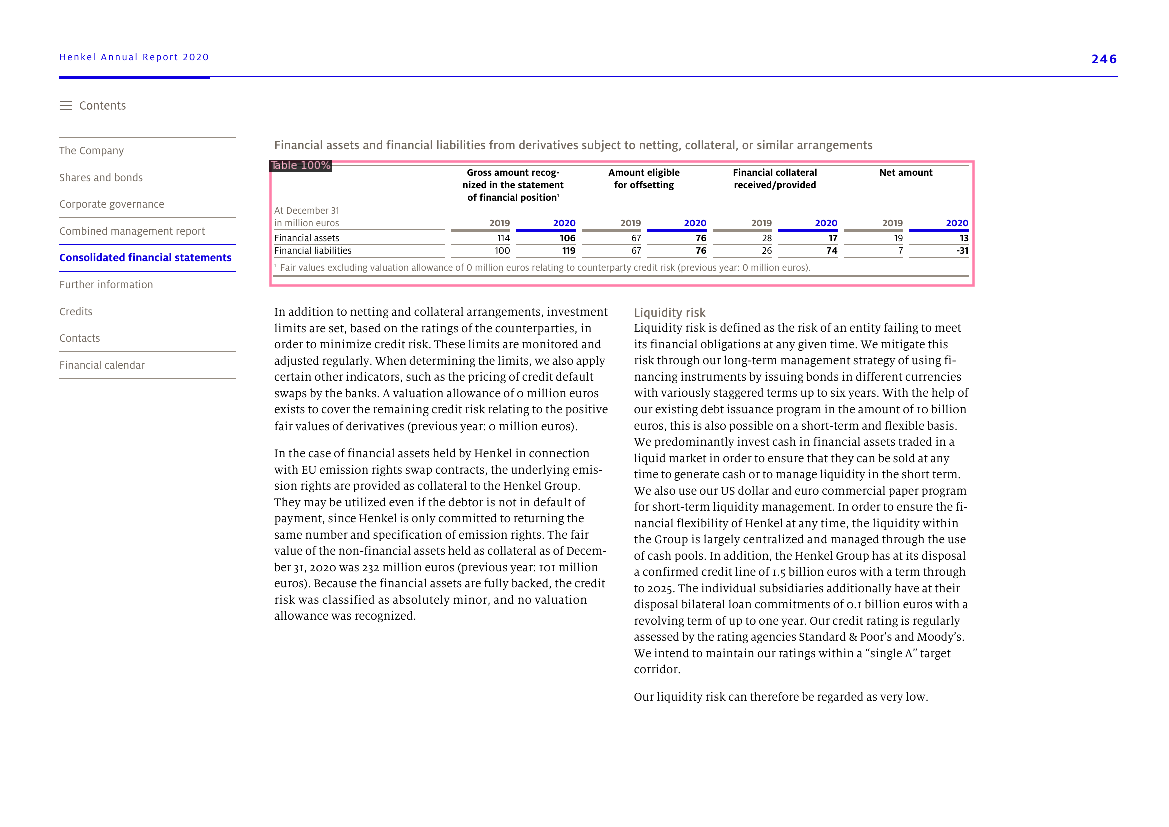 Henkel Annual Report 2020
246
Contents
The Company
Shares and bonds
Corporate governance
Combined management report
Consolidated financial statements
Further information
Credits
Contacts
Financial calendar
Financial assets and financial liabilities from derivatives subject to netting, collateral, or similar arrangements
Table 100%
Gross amount recog-
nized in the statement
of financial position¹
Amount eligible
for offsetting
Financial collateral
received/provided
Net amount
At December 31
in million euros 2019 2020 2019 2020 2019 2020 2019 2020
Financial assets 114 106 67 76 28 17 19 13
Financial liabilities 100 119 67 76 26 74 7 -31
¹ Fair values excluding valuation allowance of 0 million euros relating to counterparty credit risk (previous year: 0 million euros).
In addition to netting and collateral arrangements, investment
limits are set, based on the ratings of the counterparties, in
order to minimize credit risk. These limits are monitored and
adjusted regularly. When determining the limits, we also apply
certain other indicators, such as the pricing of credit default
swaps by the banks. A valuation allowance of 0 million euros
exists to cover the remaining credit risk relating to the positive
fair values of derivatives (previous year: 0 million euros).
In the case of financial assets held by Henkel in connection
with EU emission rights swap contracts, the underlying emis-
sion rights are provided as collateral to the Henkel Group.
They may be utilized even if the debtor is not in default of
payment, since Henkel is only committed to returning the
same number and specification of emission rights. The fair
value of the non-financial assets held as collateral as of Decem-
ber 31, 2020 was 232 million euros (previous year: 101 million
euros). Because the financial assets are fully backed, the credit
risk was classified as absolutely minor, and no valuation
allowance was recognized.
Liquidity risk
Liquidity risk is defined as the risk of an entity failing to meet
its financial obligations at any given time. We mitigate this
risk through our long-term management strategy of using fi-
nancing instruments by issuing bonds in different currencies
with variously staggered terms up to six years. With the help of
our existing debt issuance program in the amount of 10 billion
euros, this is also possible on a short-term and flexible basis.
We predominantly invest cash in financial assets traded in a
liquid market in order to ensure that they can be sold at any
time to generate cash or to manage liquidity in the short term.
We also use our US dollar and euro commercial paper program
for short-term liquidity management. In order to ensure the fi-
nancial flexibility of Henkel at any time, the liquidity within
the Group is largely centralized and managed through the use
of cash pools. In addition, the Henkel Group has at its disposal
a confirmed credit line of 1.5 billion euros with a term through
to 2025. The individual subsidiaries additionally have at their
disposal bilateral loan commitments of 0.1 billion euros with a
revolving term of up to one year. Our credit rating is regularly
assessed by the rating agencies Standard & Poor's and Moody's.
We intend to maintain our ratings within a "single A" target
corridor.
Our liquidity risk can therefore be regarded as very low.